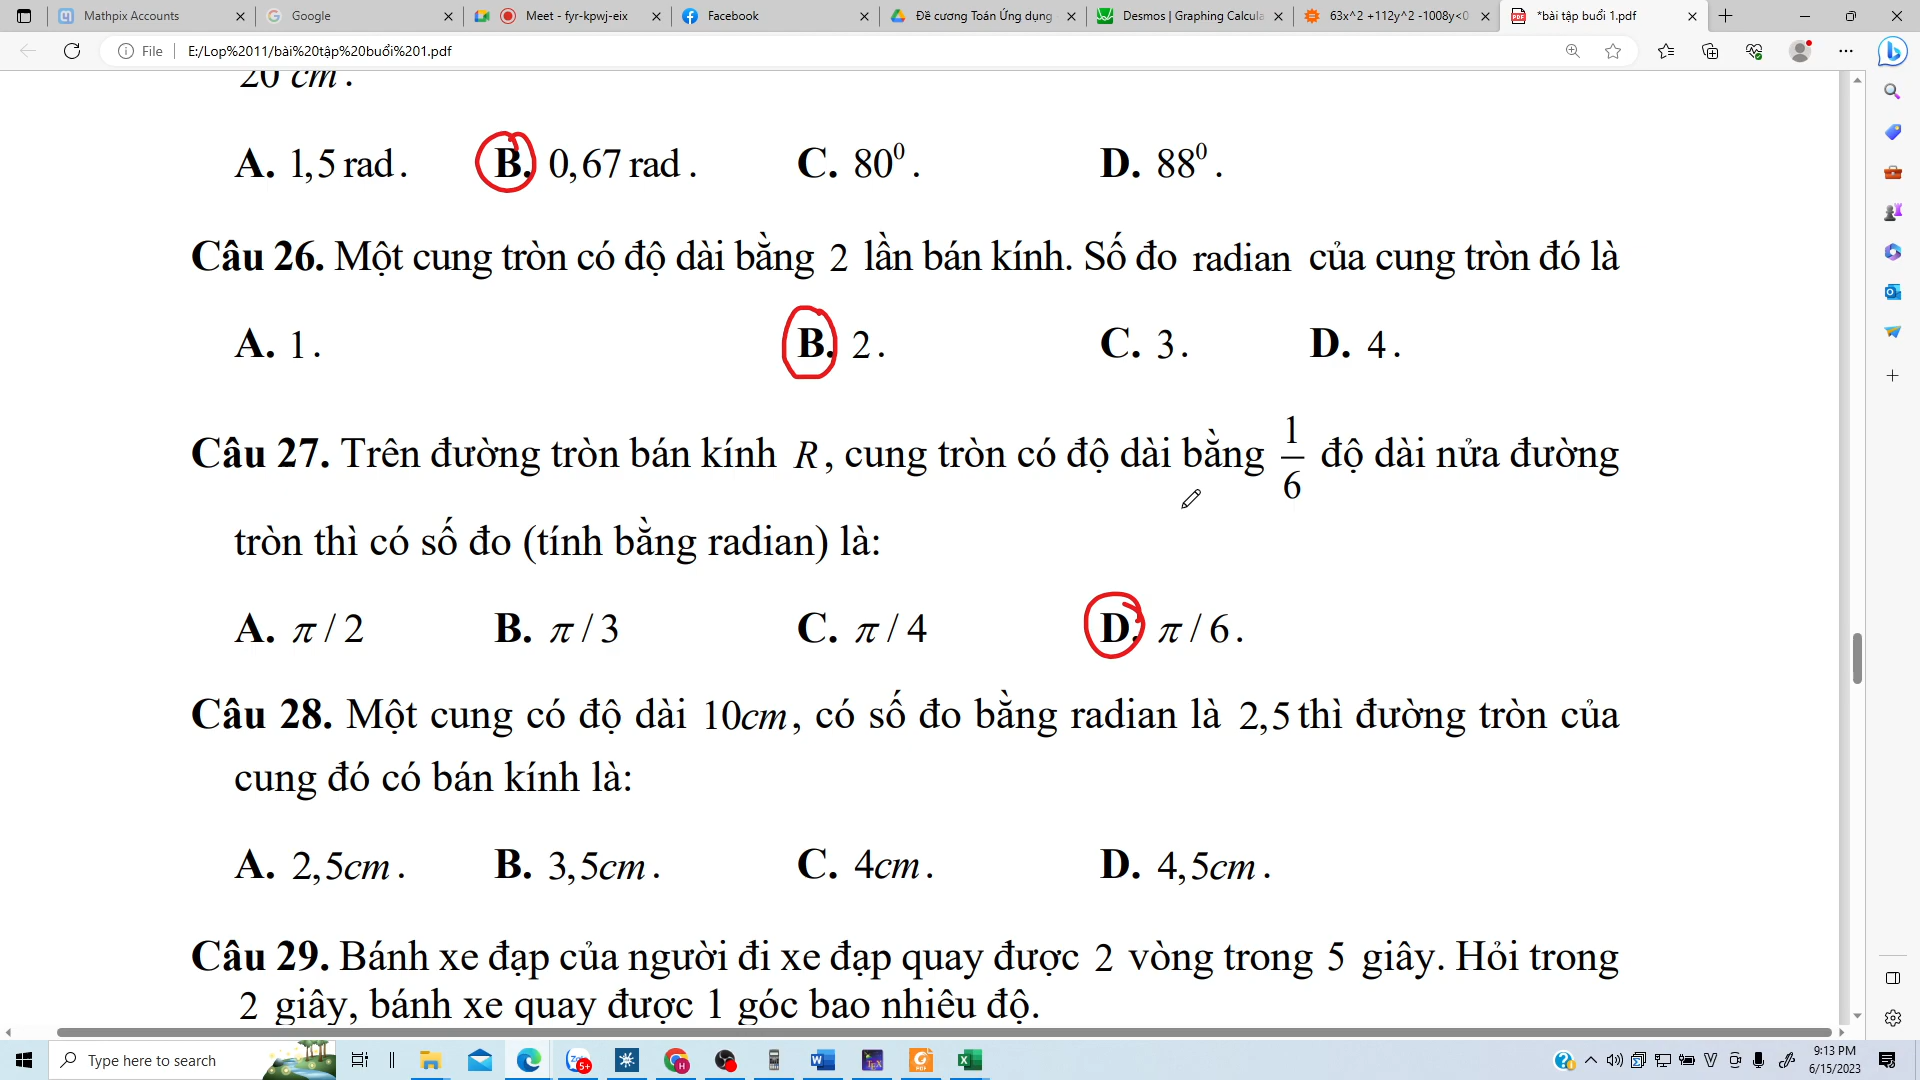 Mathpix Accounts
Google
Meet - fyr-kpwj-eix
Facebook
Đề cương Toán Ứng dụng
Desmos | Graphing Calcula
63x^2 +112y^2 -1008y<0
*bài tập buổi 1.pdf
File
E:/Lop%2011/bài%20tập%20buổi%201.pdf
20 cm.
A. 1,5 rad. B. 0,67 rad. C. 80⁰. D. 88⁰.
Câu 26. Một cung tròn có độ dài bằng 2 lần bán kính. Số đo radian của cung tròn đó là
A. 1. B. 2. C. 3. D. 4.
Câu 27. Trên đường tròn bán kính R, cung tròn có độ dài bằng 1/6 độ dài nửa đường
tròn thì có số đo (tính bằng radian) là:
A. π / 2 B. π / 3 C. π / 4 D. π / 6.
Câu 28. Một cung có độ dài 10cm, có số đo bằng radian là 2,5 thì đường tròn của
cung đó có bán kính là:
A. 2,5cm. B. 3,5cm. C. 4cm. D. 4,5cm.
Câu 29. Bánh xe đạp của người đi xe đạp quay được 2 vòng trong 5 giây. Hỏi trong
2 giây, bánh xe quay được 1 góc bao nhiêu độ.
Type here to search
9:13 PM
6/15/2023